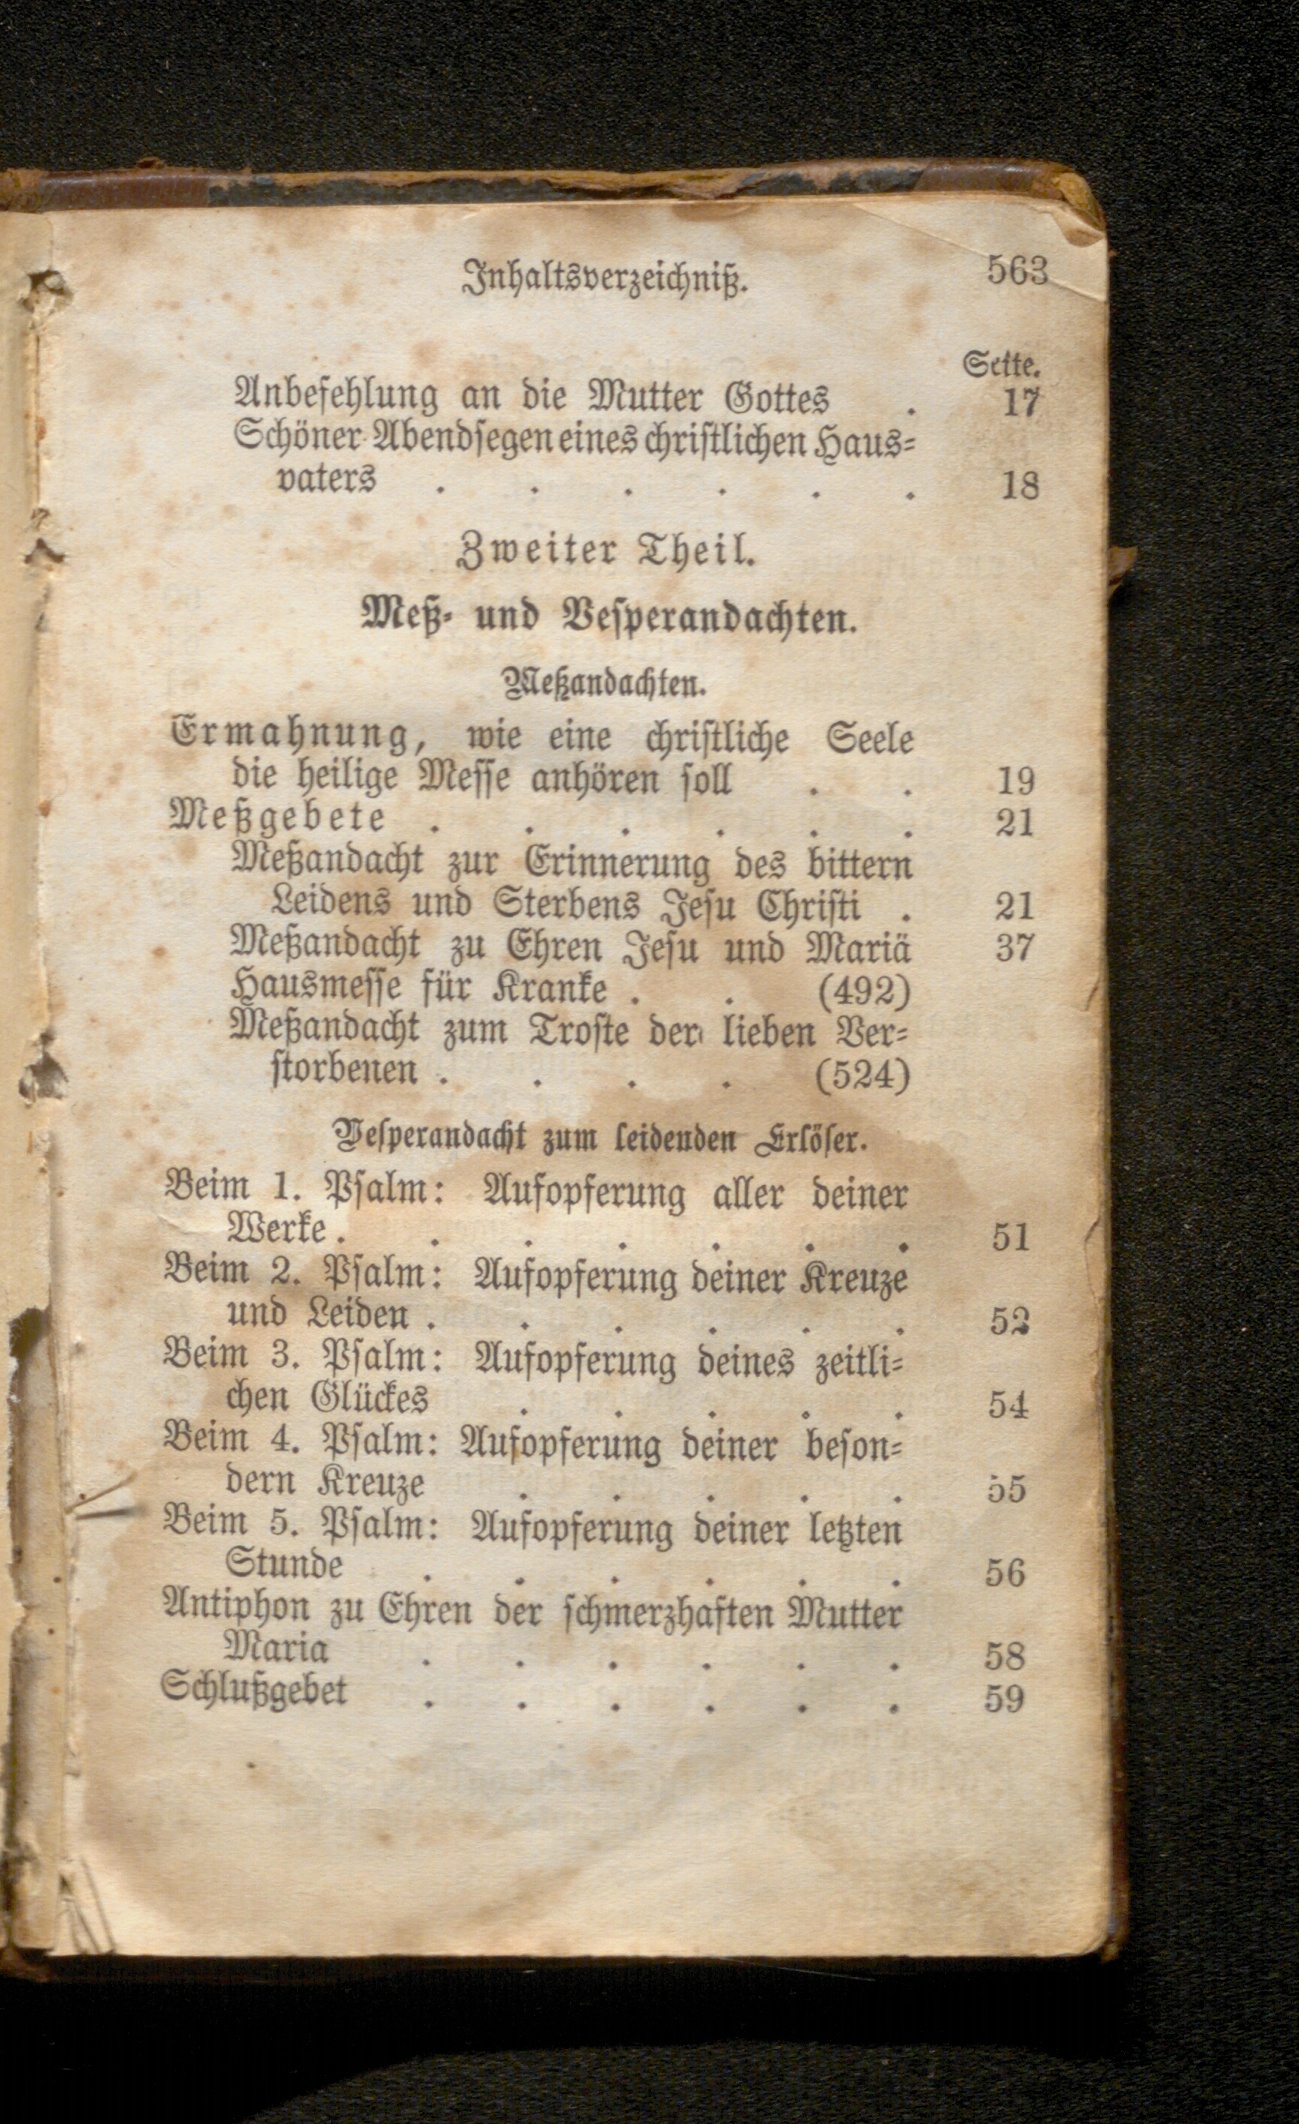 Inhaltsverzeichniß. 563
Seite.
Anbefehlung an die Mutter Gottes . 17
Schöner Abendsegen eines christlichen Haus-
vaters . . . . . . 18
Zweiter Theil.
Meß- und Vesperandachten.
Meßandachten.
Ermahnung, wie eine christliche Seele
die heilige Messe anhören soll . . 19
Meßgebete . . . . . . 21
Meßandacht zur Erinnerung des bittern
Leidens und Sterbens Jesu Christi . 21
Meßandacht zu Ehren Jesu und Mariä 37
Hausmesse für Kranke . . (492)
Meßandacht zum Troste der lieben Ver-
storbenen . . . . (524)
Vesperandacht zum leidenden Erlöser.
Beim 1. Psalm: Aufopferung aller deiner
Werke . . . . . . . 51
Beim 2. Psalm: Aufopferung deiner Kreuze
und Leiden . . . . . . 52
Beim 3. Psalm: Aufopferung deines zeitli-
chen Glückes . . . . . 54
Beim 4. Psalm: Aufopferung deiner beson-
dern Kreuze . . . . . 55
Beim 5. Psalm: Aufopferung deiner letzten
Stunde . . . . . . 56
Antiphon zu Ehren der schmerzhaften Mutter
Maria . . . . . . 58
Schlußgebet . . . . . . 59